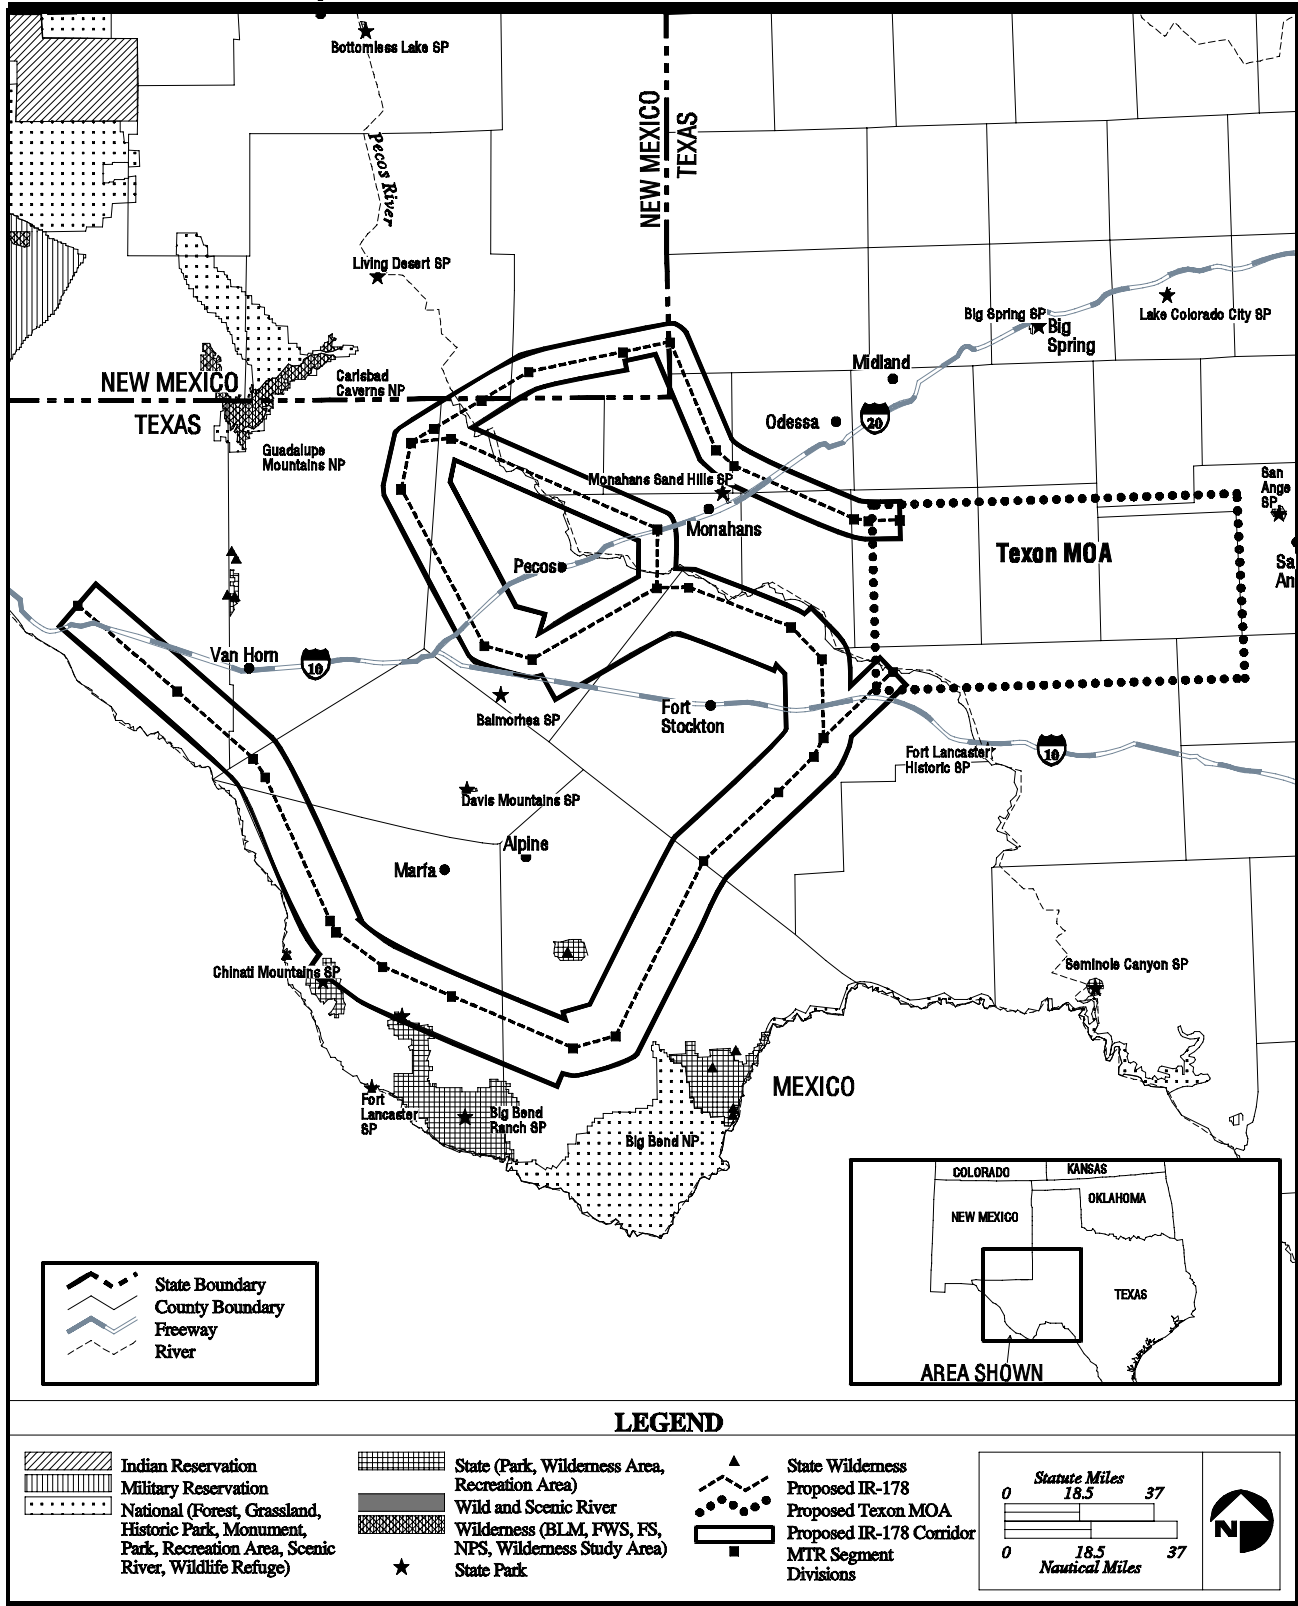 Bottomless Lake SP
NEW MEXICO
TEXAS
Pecos River
Living Desert SP
Big Spring SP
Big
Spring
Lake Colorado City SP
Midland
Carlsbad
Caverns NP
NEW MEXICO
TEXAS
Odessa
20
Guadalupe
Mountains NP
Monahans Sand Hills SP
San
Ange
SP
Monahans
Texon MOA
Pecos
Sa
An
Van Horn
10
Balmorhea SP
Fort
Stockton
Fort Lancaster
Historic SP
10
Davis Mountains SP
Alpine
Marfa
Chinati Mountains SP
Seminole Canyon SP
MEXICO
Fort
Lancaster
SP
Big Bend
Ranch SP
Big Bend NP
COLORADO
KANSAS
OKLAHOMA
NEW MEXICO
TEXAS
AREA SHOWN
State Boundary
County Boundary
Freeway
River
LEGEND
Indian Reservation
Military Reservation
National (Forest, Grassland,
Historic Park, Monument,
Park, Recreation Area, Scenic
River, Wildlife Refuge)
State (Park, Wilderness Area,
Recreation Area)
Wild and Scenic River
Wilderness (BLM, FWS, FS,
NPS, Wilderness Study Area)
State Park
State Wilderness
Proposed IR-178
Proposed Texon MOA
Proposed IR-178 Corridor
MTR Segment
Divisions
Statute Miles
0 18.5 37
0 18.5 37
Nautical Miles
N